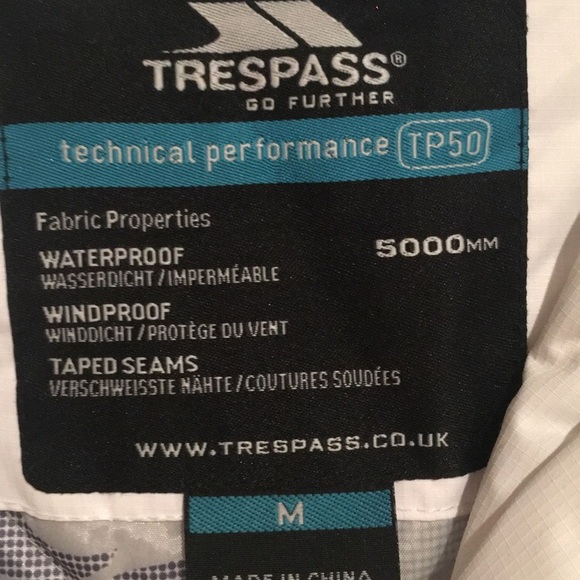 TRESPASS®
GO FURTHER
technical performance TP50
Fabric Properties
WATERPROOF 5000MM
WASSERDICHT/IMPERMÉABLE
WINDPROOF
WINDDICHT/PROTÈGE DU VENT
TAPED SEAMS
VERSCHWEISSTE NÄHTE/COUTURES SOUDÉES
WWW.TRESPASS.CO.UK
M
MADE IN CHINA